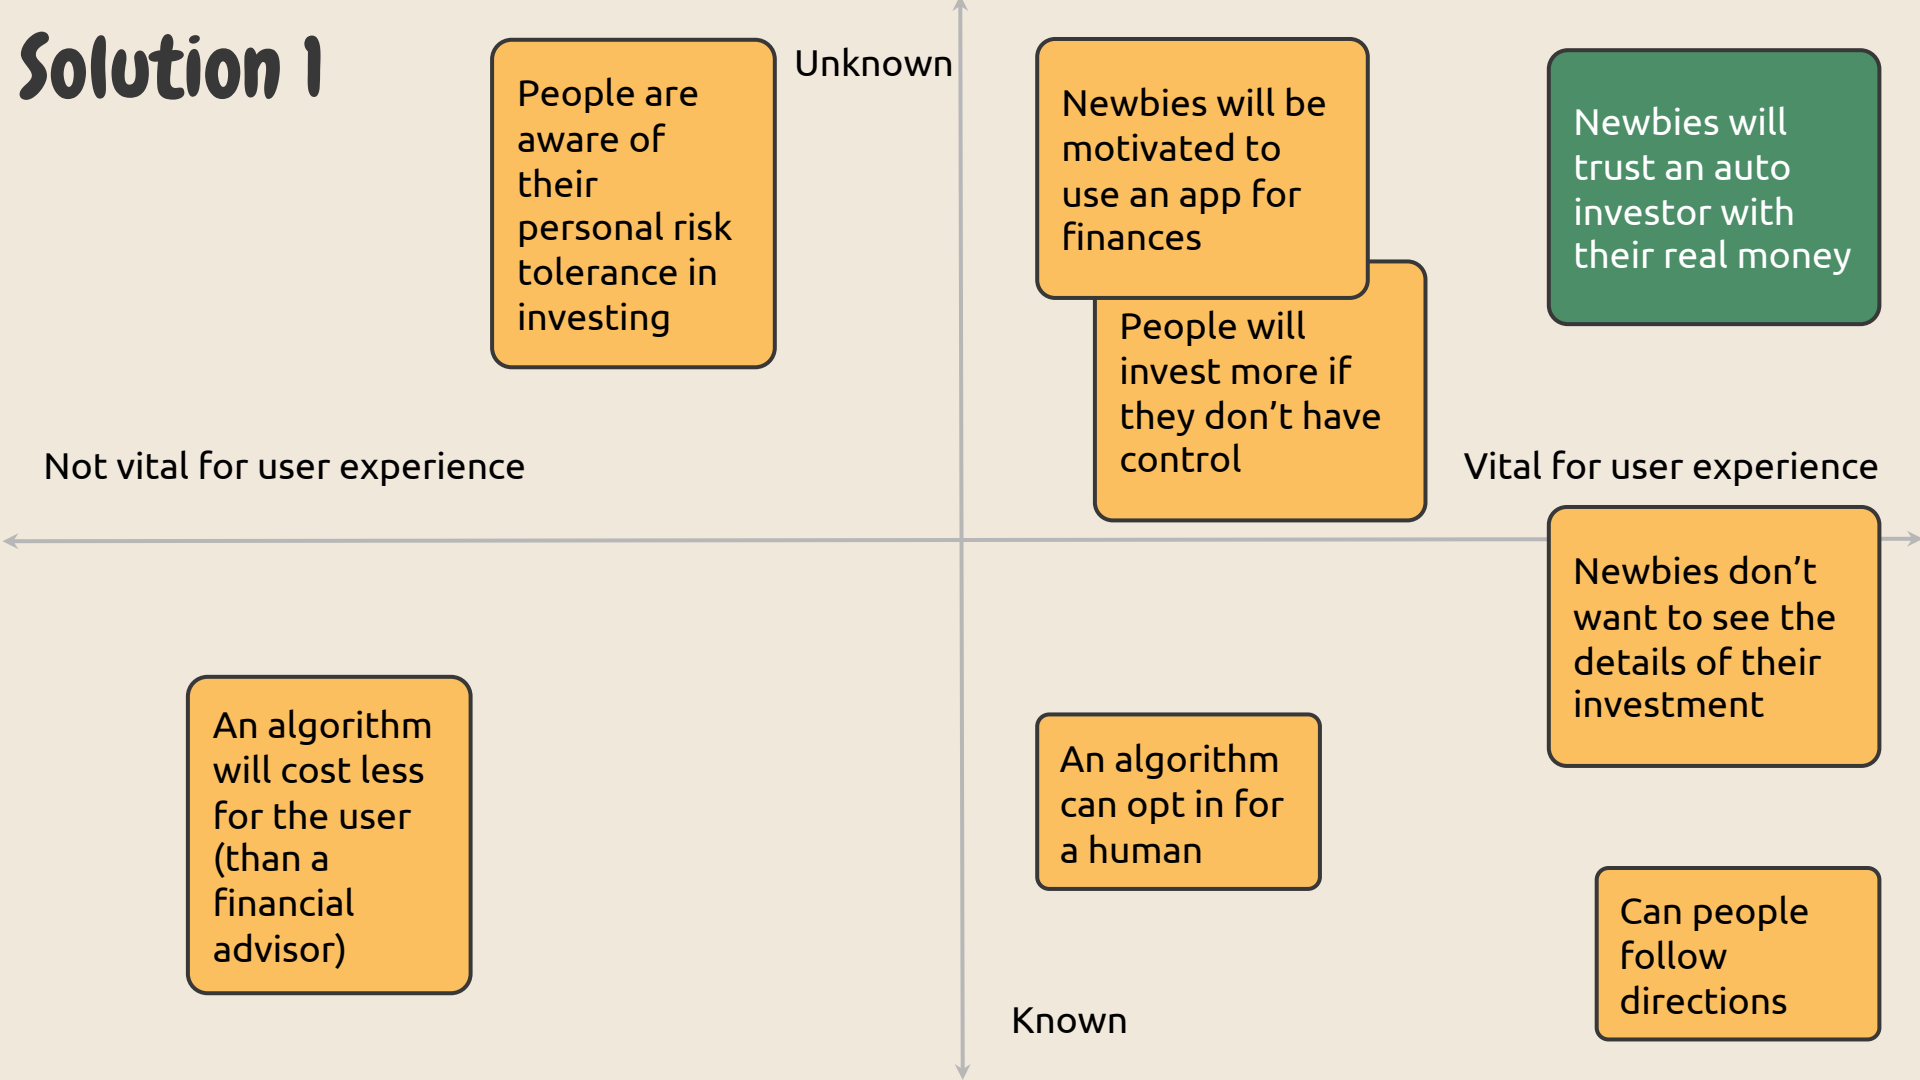 Solution 1
People are
aware of
their
personal risk
tolerance in
investing
Unknown
Newbies will be
motivated to
use an app for
finances
Newbies will
trust an auto
investor with
their real money
People will
invest more if
they don’t have
control
Not vital for user experience
Vital for user experience
Newbies don’t
want to see the
details of their
investment
An algorithm
will cost less
for the user
(than a
financial
advisor)
An algorithm
can opt in for
a human
Can people
follow
directions
Known